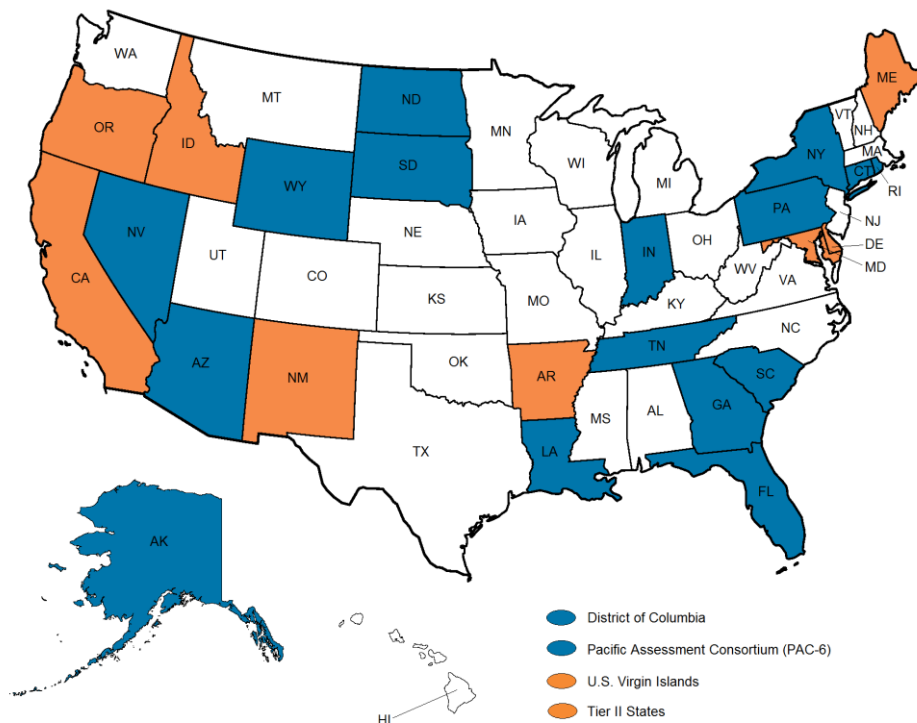 WA
MT
ND
MN
ME
VT
NH
OR
ID
SD
WI
MI
NY
MA
CT
RI
WY
NV
NE
IA
PA
NJ
UT
CO
IL
IN
OH
DE
MD
WV
VA
CA
KS
MO
KY
NC
AZ
NM
OK
AR
TN
SC
MS
AL
GA
TX
LA
FL
AK
HI
District of Columbia
Pacific Assessment Consortium (PAC-6)
U.S. Virgin Islands
Tier II States